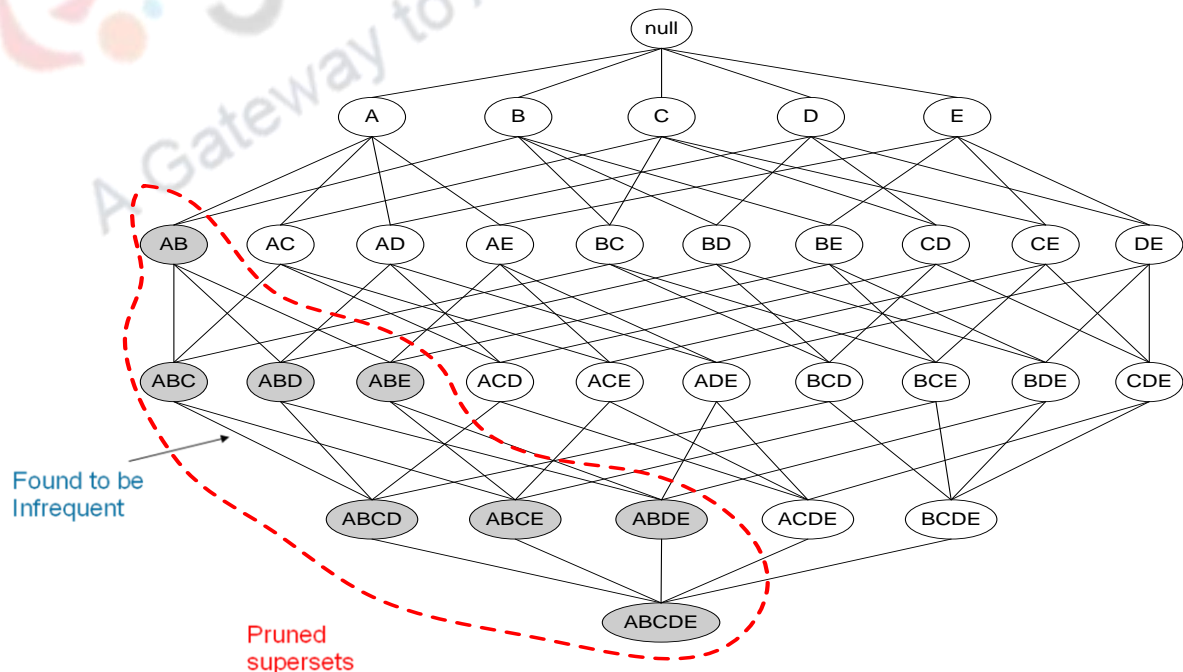 A Gateway to
null
A B C D E
AB AC AD AE BC BD BE CD CE DE
ABC ABD ABE ACD ACE ADE BCD BCE BDE CDE
Found to be
Infrequent
ABCD ABCE ABDE ACDE BCDE
ABCDE
Pruned
supersets